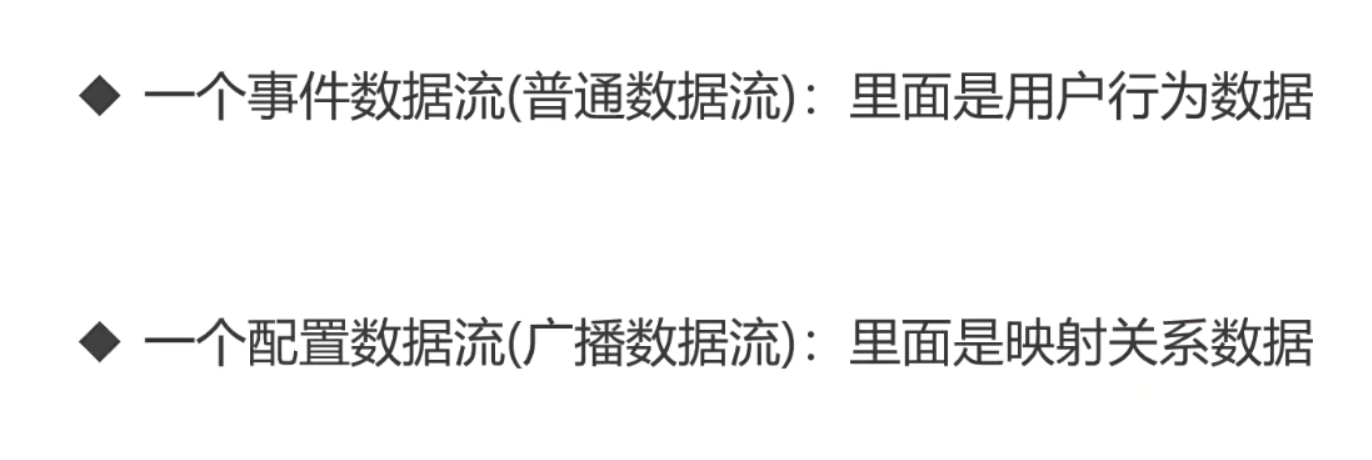 ◆ 一个事件数据流(普通数据流)：里面是用户行为数据
◆ 一个配置数据流(广播数据流)：里面是映射关系数据